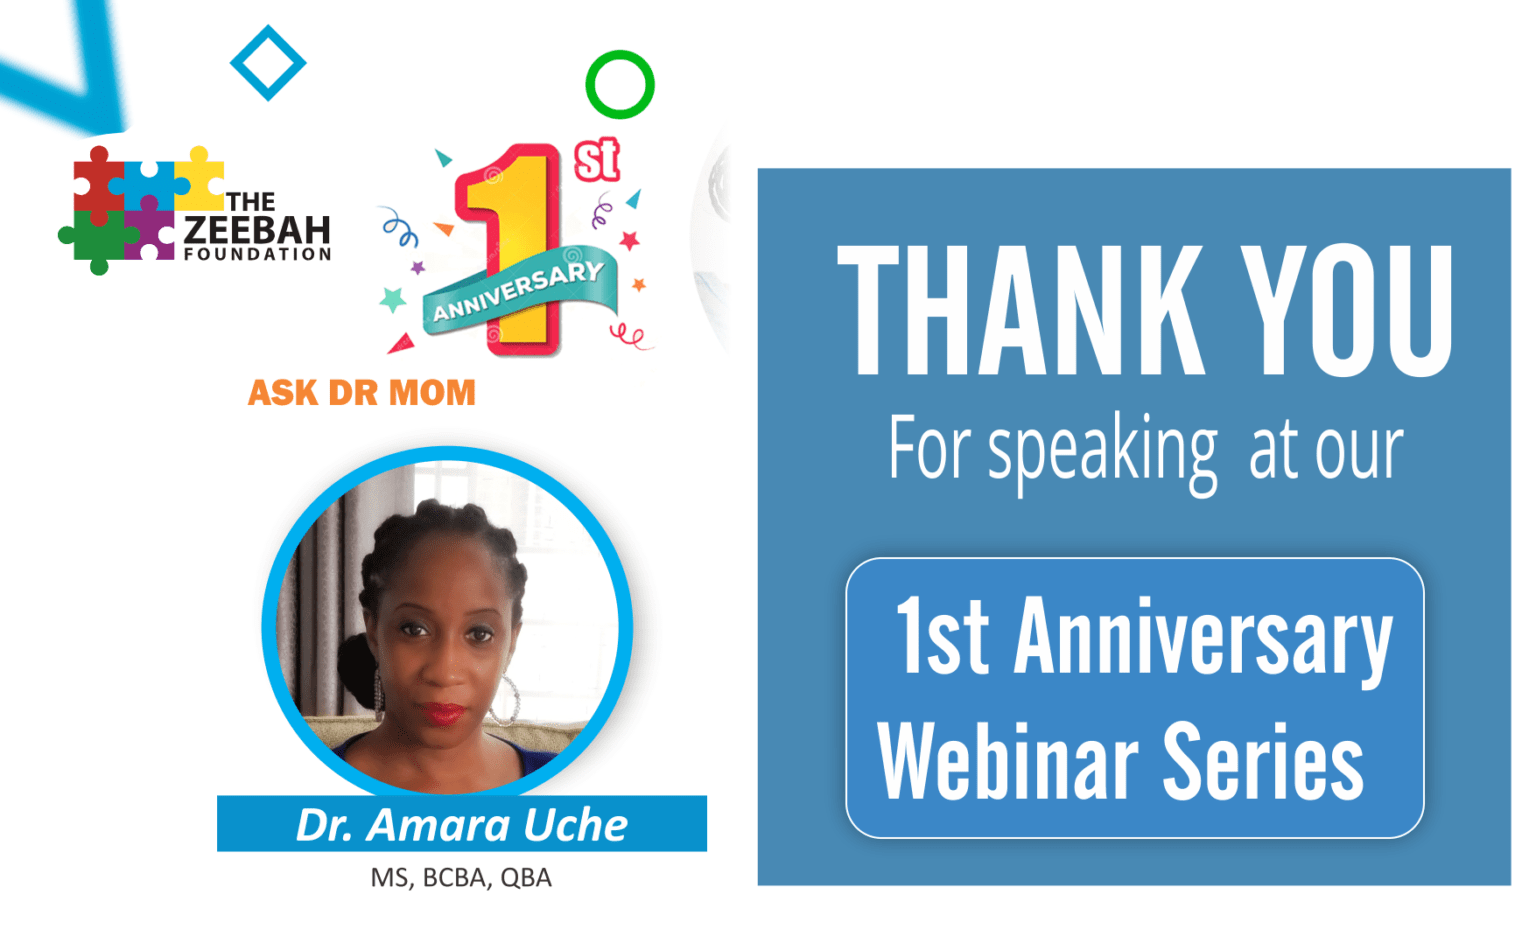 THE
ZEEBAH
FOUNDATION
1st
ANNIVERSARY
ASK DR MOM
Dr. Amara Uche
MS, BCBA, QBA
THANK YOU
For speaking at our
1st Anniversary
Webinar Series